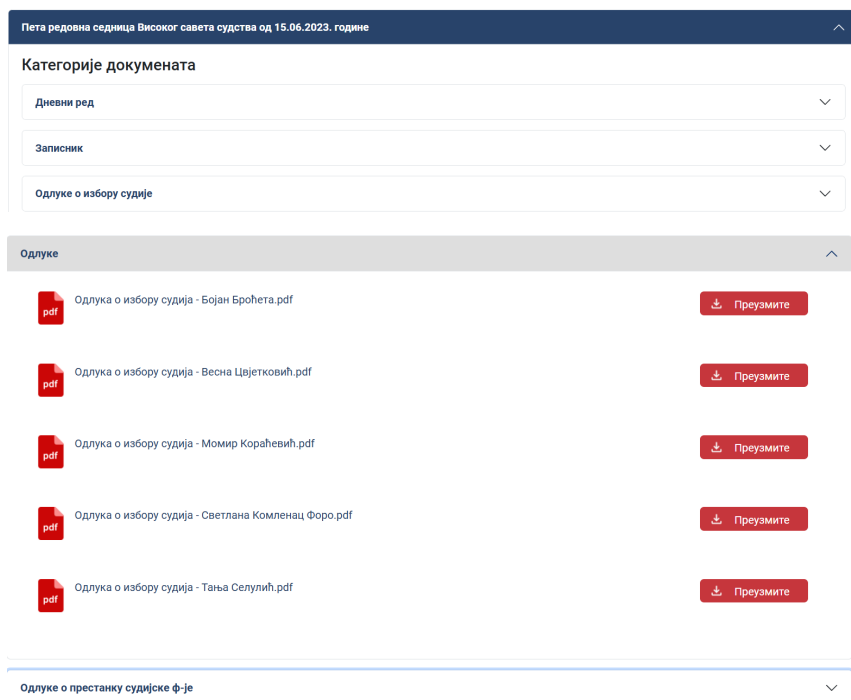 Пета редовна седница Високог савета судства од 15.06.2023. године
Категорије докумената
Дневни ред
Записник
Одлуке о избору судије
Одлуке
pdf Одлука о избору судија - Бојан Броћета.pdf Преузмите
pdf Одлука о избору судија - Весна Цвјетковић.pdf Преузмите
pdf Одлука о избору судија - Момир Кораћевић.pdf Преузмите
pdf Одлука о избору судија - Светлана Комленац Форо.pdf Преузмите
pdf Одлука о избору судија - Тања Селулић.pdf Преузмите
Одлуке о престанку судијске ф-је